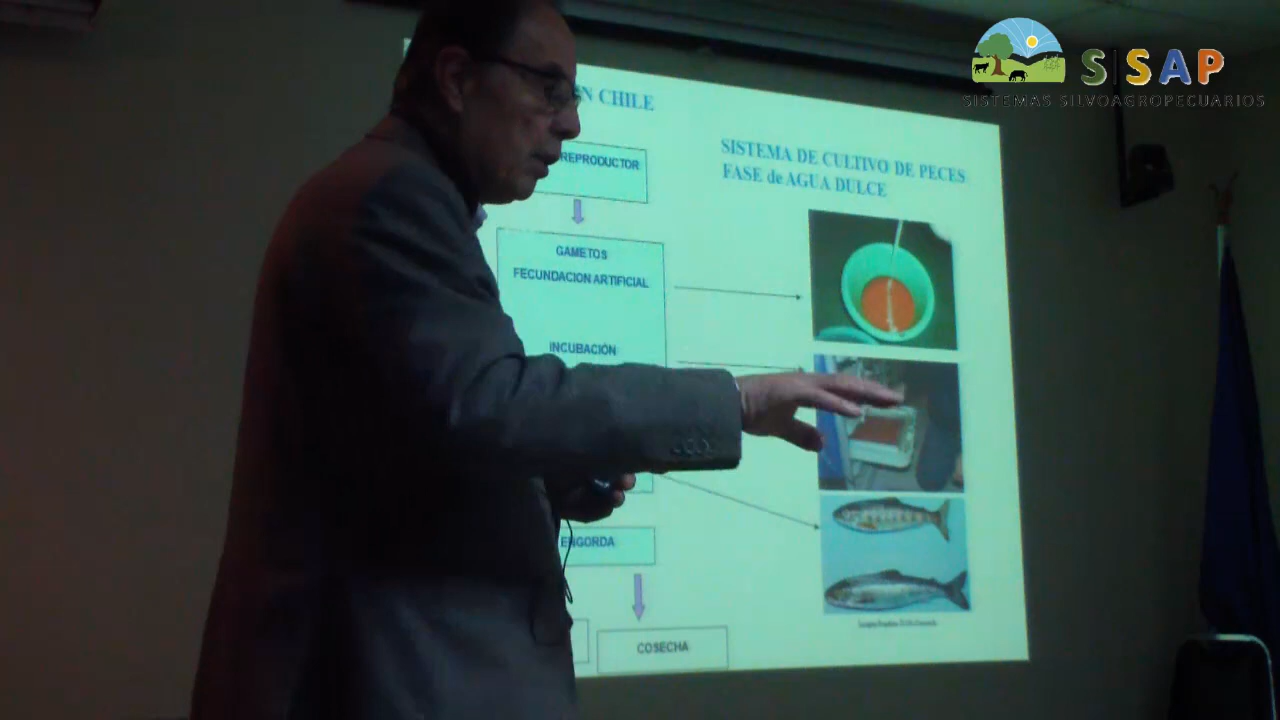 SISAP
SISTEMAS SILVOAGROPECUARIOS
EN CHILE
REPRODUCTOR
SISTEMA DE CULTIVO DE PECES
FASE de AGUA DULCE
GAMETOS
FECUNDACION ARTIFICIAL
INCUBACIÓN
ENGORDA
COSECHA